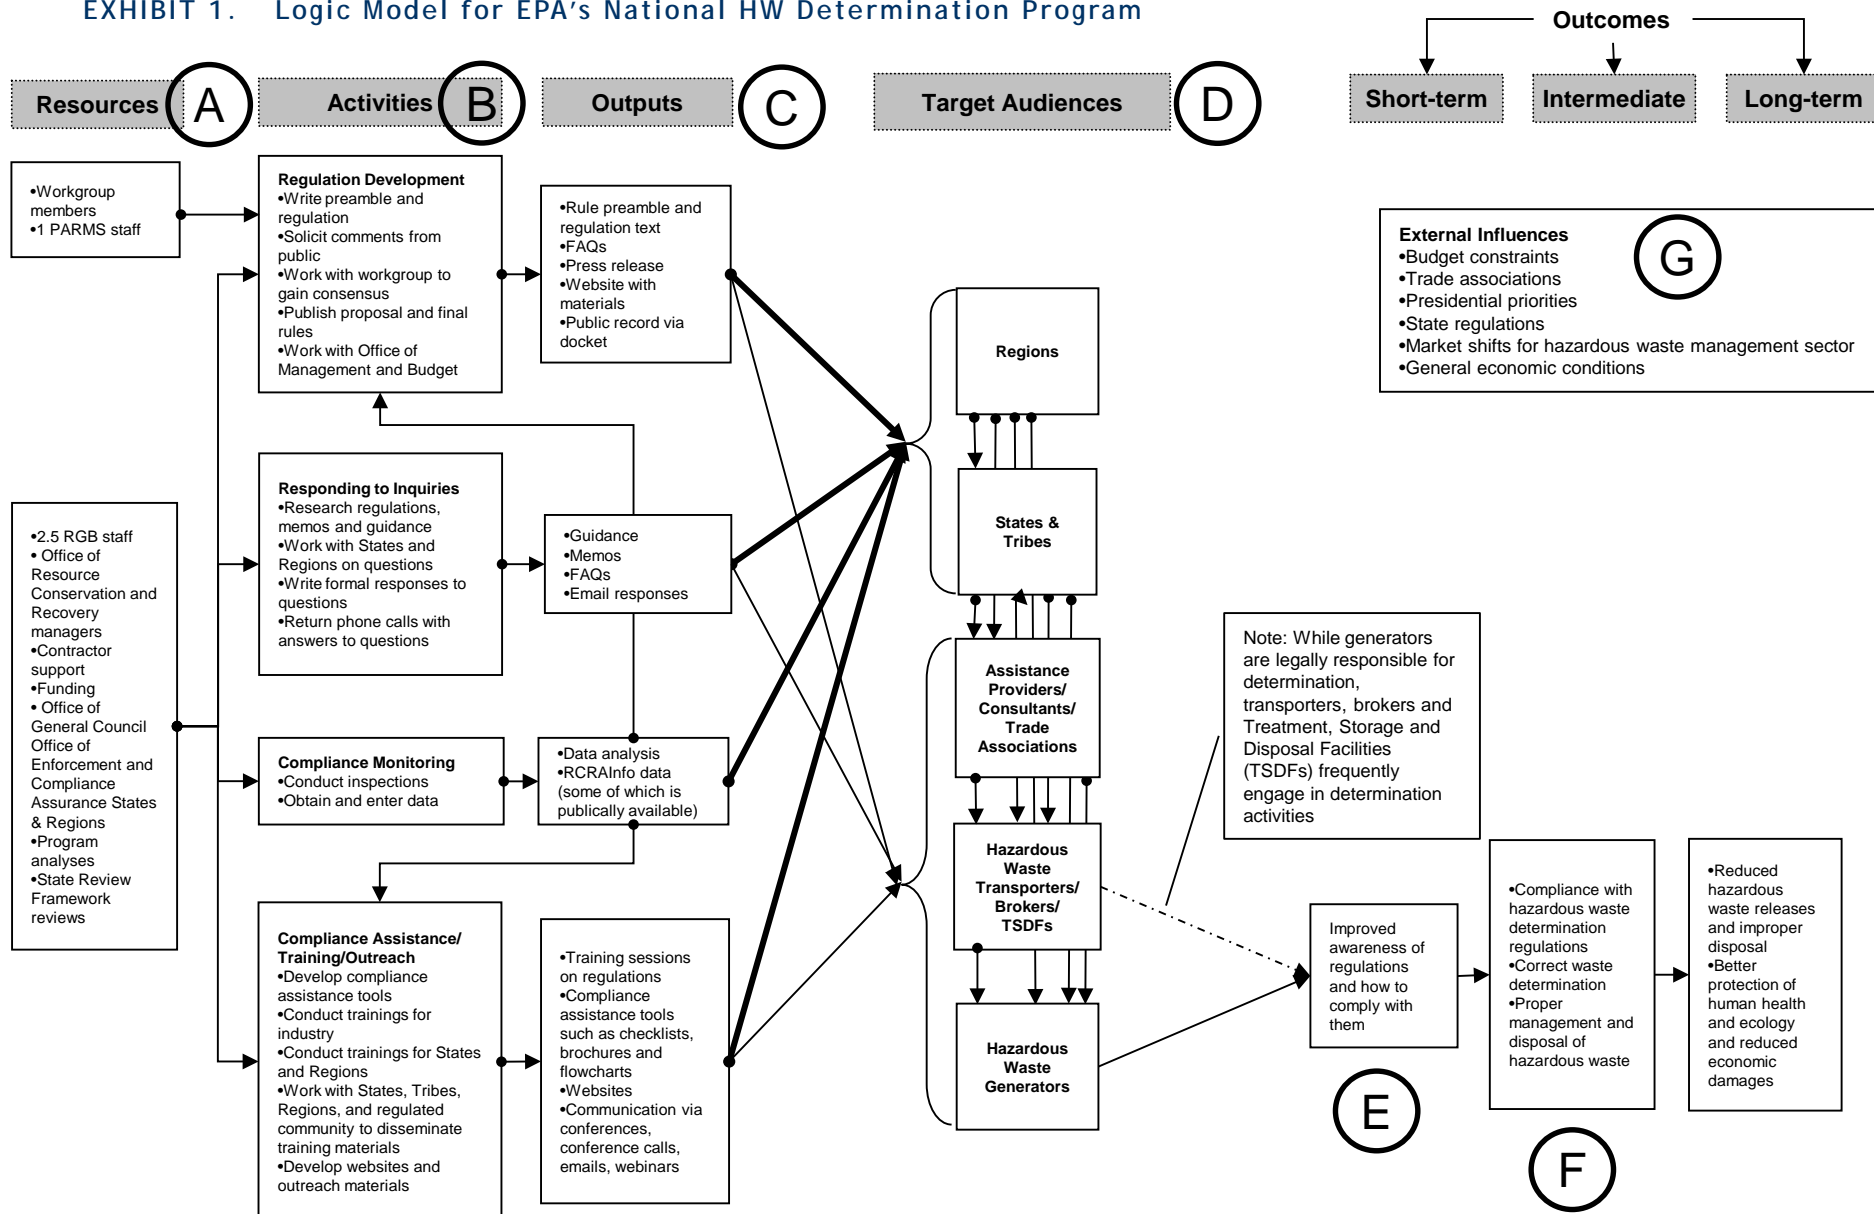 EXHIBIT 1. Logic Model for EPA's National HW Determination Program
Outcomes
Resources
A
Activities
B
Outputs
C
Target Audiences
D
Short-term
Intermediate
Long-term
•Workgroup
members
•1 PARMS staff
•2.5 RGB staff
• Office of
Resource
Conservation and
Recovery
managers
•Contractor
support
•Funding
• Office of
General Council
Office of
Enforcement and
Compliance
Assurance States
& Regions
•Program
analyses
•State Review
Framework
reviews
Regulation Development
•Write preamble and
regulation
•Solicit comments from
public
•Work with workgroup to
gain consensus
•Publish proposal and final
rules
•Work with Office of
Management and Budget
Responding to Inquiries
•Research regulations,
memos and guidance
•Work with States and
Regions on questions
•Write formal responses to
questions
•Return phone calls with
answers to questions
Compliance Monitoring
•Conduct inspections
•Obtain and enter data
Compliance Assistance/
Training/Outreach
•Develop compliance
assistance tools
•Conduct trainings for
industry
•Conduct trainings for States
and Regions
•Work with States, Tribes,
Regions, and regulated
community to disseminate
training materials
•Develop websites and
outreach materials
•Rule preamble and
regulation text
•FAQs
•Press release
•Website with
materials
•Public record via
docket
•Guidance
•Memos
•FAQs
•Email responses
•Data analysis
•RCRAInfo data
(some of which is
publically available)
•Training sessions
on regulations
•Compliance
assistance tools
such as checklists,
brochures and
flowcharts
•Websites
•Communication via
conferences,
conference calls,
emails, webinars
Regions
States &
Tribes
Assistance
Providers/
Consultants/
Trade
Associations
Hazardous
Waste
Transporters/
Brokers/
TSDFs
Hazardous
Waste
Generators
External Influences
•Budget constraints
•Trade associations
•Presidential priorities
•State regulations
•Market shifts for hazardous waste management sector
•General economic conditions
G
Note: While generators
are legally responsible for
determination,
transporters, brokers and
Treatment, Storage and
Disposal Facilities
(TSDFs) frequently
engage in determination
activities
Improved
awareness of
regulations
and how to
comply with
them
E
•Compliance with
hazardous waste
determination
regulations
•Correct waste
determination
•Proper
management and
disposal of
hazardous waste
F
•Reduced
hazardous
waste releases
and improper
disposal
•Better
protection of
human health
and ecology
and reduced
economic
damages